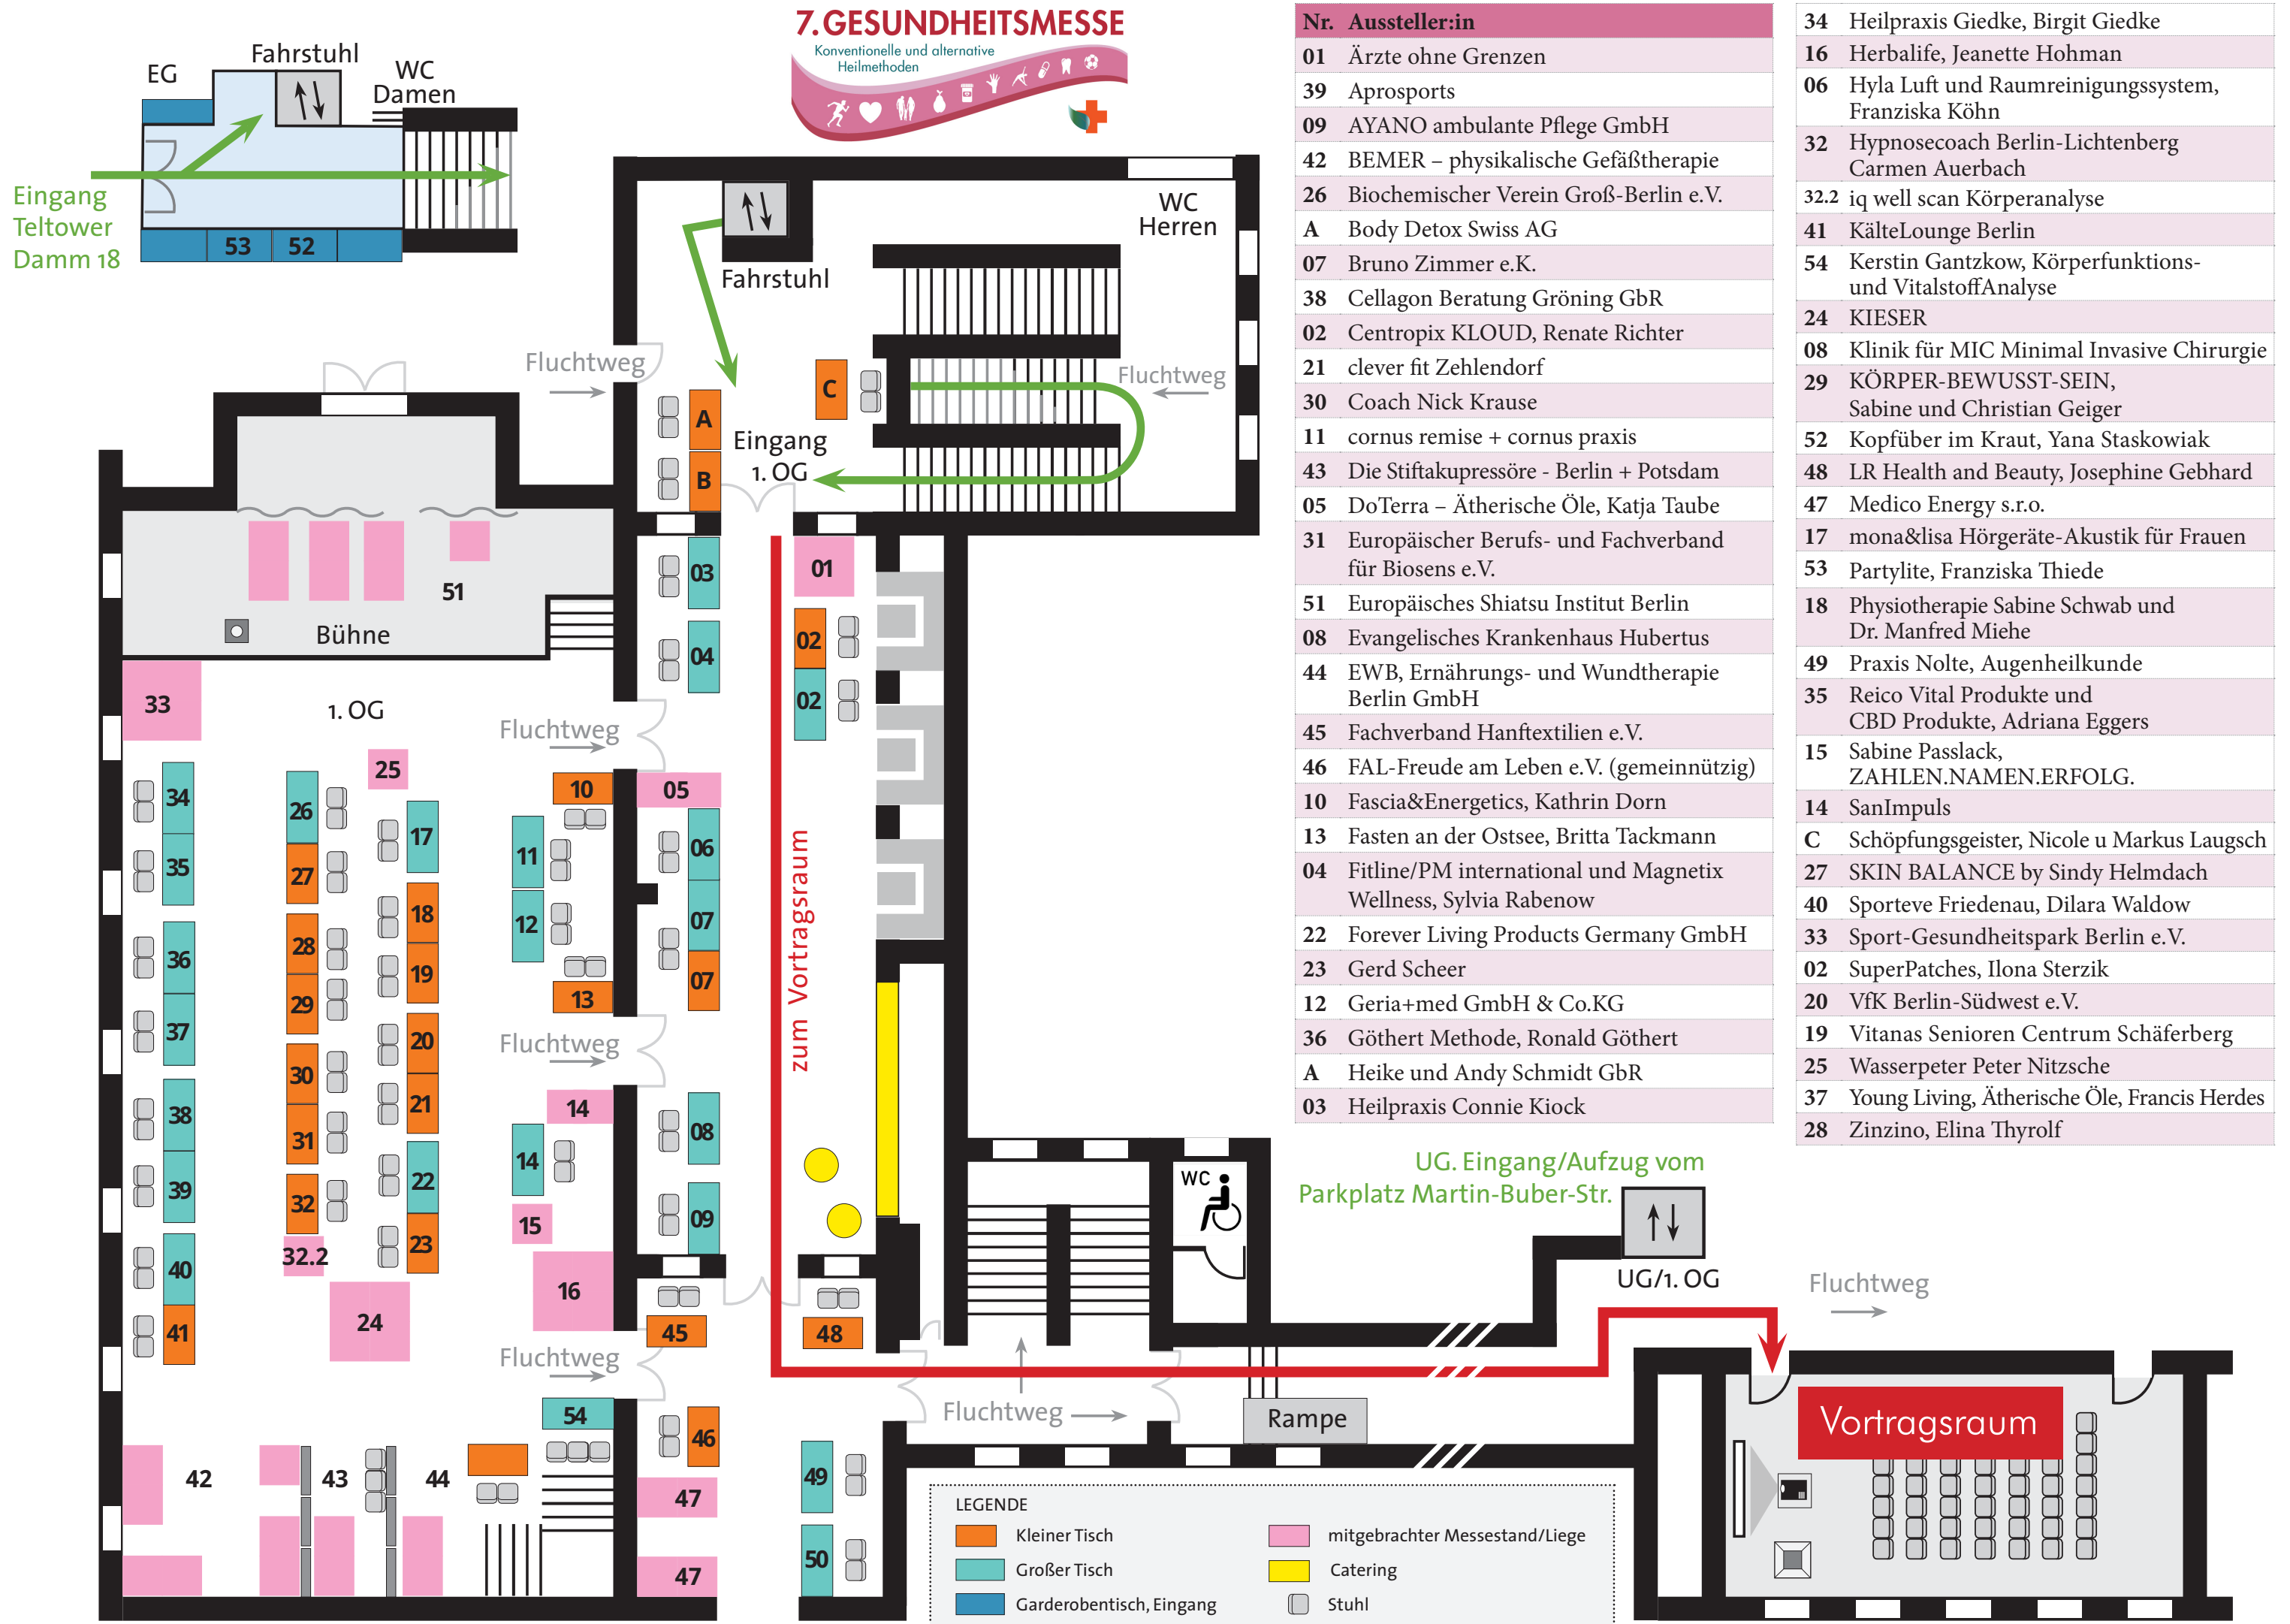 7. GESUNDHEITSMESSE
Konventionelle und alternative
Heilmethoden
EG
Fahrstuhl
WC
Damen
Eingang
Teltower
Damm 18
53
52
WC
Herren
Fahrstuhl
Fluchtweg
Fluchtweg
A
B
C
Eingang
1. OG
51
Bühne
33
1. OG
Fluchtweg
03
01
04
02
02
25
10
05
34
26
17
11
06
35
27
18
12
07
36
28
19
13
07
37
29
20
Fluchtweg
zum Vortragsraum
30
21
14
08
38
31
22
14
39
32
15
09
23
32.2
40
24
16
41
45
48
Fluchtweg
54
46
42
43
44
47
47
49
50
WC
UG. Eingang/Aufzug vom
Parkplatz Martin-Buber-Str.
UG/1. OG
Fluchtweg
Fluchtweg
Rampe
Vortragsraum
LEGENDE
Kleiner Tisch
Großer Tisch
Garderobentisch, Eingang
mitgebrachter Messestand/Liege
Catering
Stuhl
Nr. Aussteller:in
01 Ärzte ohne Grenzen
39 Aprosports
09 AYANO ambulante Pflege GmbH
42 BEMER – physikalische Gefäßtherapie
26 Biochemischer Verein Groß-Berlin e.V.
A Body Detox Swiss AG
07 Bruno Zimmer e.K.
38 Cellagon Beratung Gröning GbR
02 Centropix KLOUD, Renate Richter
21 clever fit Zehlendorf
30 Coach Nick Krause
11 cornus remise + cornus praxis
43 Die Stiftakupressöre - Berlin + Potsdam
05 DoTerra – Ätherische Öle, Katja Taube
31 Europäischer Berufs- und Fachverband
für Biosens e.V.
51 Europäisches Shiatsu Institut Berlin
08 Evangelisches Krankenhaus Hubertus
44 EWB, Ernährungs- und Wundtherapie
Berlin GmbH
45 Fachverband Hanftextilien e.V.
46 FAL-Freude am Leben e.V. (gemeinnützig)
10 Fascia&Energetics, Kathrin Dorn
13 Fasten an der Ostsee, Britta Tackmann
04 Fitline/PM international und Magnetix
Wellness, Sylvia Rabenow
22 Forever Living Products Germany GmbH
23 Gerd Scheer
12 Geria+med GmbH & Co.KG
36 Göthert Methode, Ronald Göthert
A Heike und Andy Schmidt GbR
03 Heilpraxis Connie Kiock
34 Heilpraxis Giedke, Birgit Giedke
16 Herbalife, Jeanette Hohman
06 Hyla Luft und Raumreinigungssystem,
Franziska Köhn
32 Hypnosecoach Berlin-Lichtenberg
Carmen Auerbach
32.2 iq well scan Körperanalyse
41 KälteLounge Berlin
54 Kerstin Gantzkow, Körperfunktions-
und VitalstoffAnalyse
24 KIESER
08 Klinik für MIC Minimal Invasive Chirurgie
29 KÖRPER-BEWUSST-SEIN,
Sabine und Christian Geiger
52 Kopfüber im Kraut, Yana Staskowiak
48 LR Health and Beauty, Josephine Gebhard
47 Medico Energy s.r.o.
17 mona&lisa Hörgeräte-Akustik für Frauen
53 Partylite, Franziska Thiede
18 Physiotherapie Sabine Schwab und
Dr. Manfred Miehe
49 Praxis Nolte, Augenheilkunde
35 Reico Vital Produkte und
CBD Produkte, Adriana Eggers
15 Sabine Passlack,
ZAHLEN.NAMEN.ERFOLG.
14 SanImpuls
C Schöpfungsgeister, Nicole u Markus Laugsch
27 SKIN BALANCE by Sindy Helmdach
40 Sporteve Friedenau, Dilara Waldow
33 Sport-Gesundheitspark Berlin e.V.
02 SuperPatches, Ilona Sterzik
20 VfK Berlin-Südwest e.V.
19 Vitanas Senioren Centrum Schäferberg
25 Wasserpeter Peter Nitzsche
37 Young Living, Ätherische Öle, Francis Herdes
28 Zinzino, Elina Thyrolf